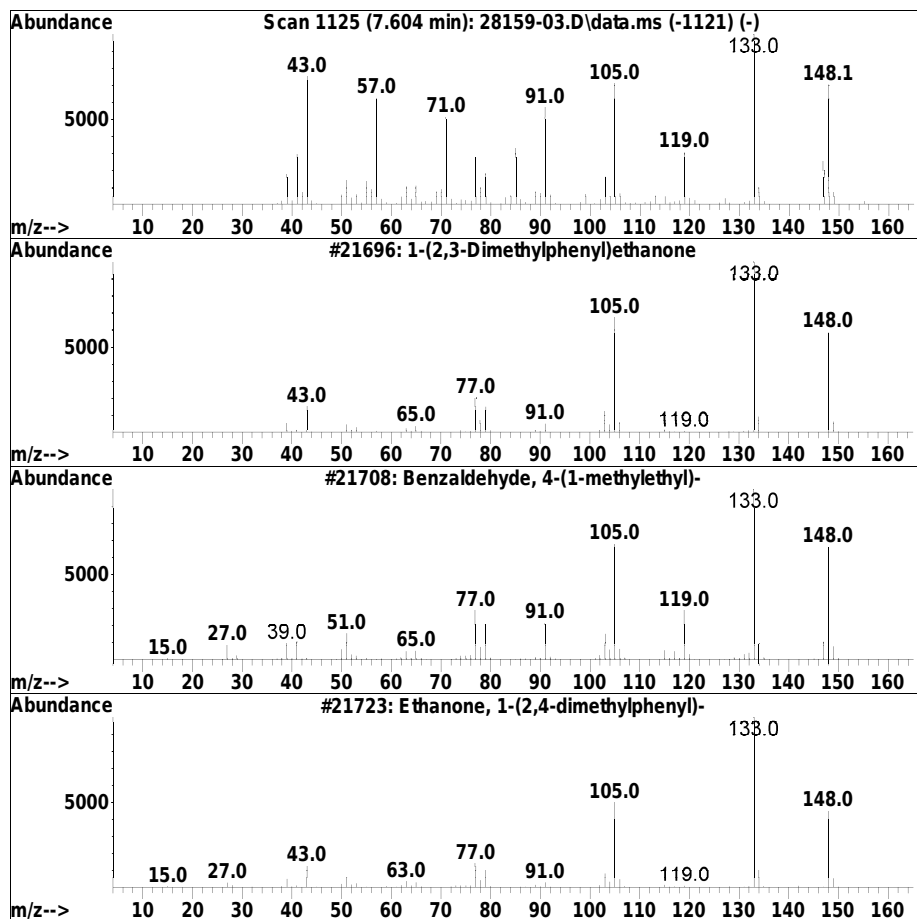 Abundance Scan 1125 (7.604 min): 28159-03.D\data.ms (-1121) (-)
133.0
43.0 105.0 148.1
57.0 91.0
71.0
5000
119.0
m/z--> 10 20 30 40 50 60 70 80 90 100 110 120 130 140 150 160
Abundance #21696: 1-(2,3-Dimethylphenyl)ethanone
133.0
105.0 148.0
5000
77.0
43.0
65.0 91.0 119.0
m/z--> 10 20 30 40 50 60 70 80 90 100 110 120 130 140 150 160
Abundance #21708: Benzaldehyde, 4-(1-methylethyl)-
133.0
105.0 148.0
5000
77.0 119.0
51.0 91.0
15.0 27.0 39.0 65.0
m/z--> 10 20 30 40 50 60 70 80 90 100 110 120 130 140 150 160
Abundance #21723: Ethanone, 1-(2,4-dimethylphenyl)-
133.0
105.0 148.0
5000
43.0 77.0
15.0 27.0 63.0 91.0 119.0
m/z--> 10 20 30 40 50 60 70 80 90 100 110 120 130 140 150 160